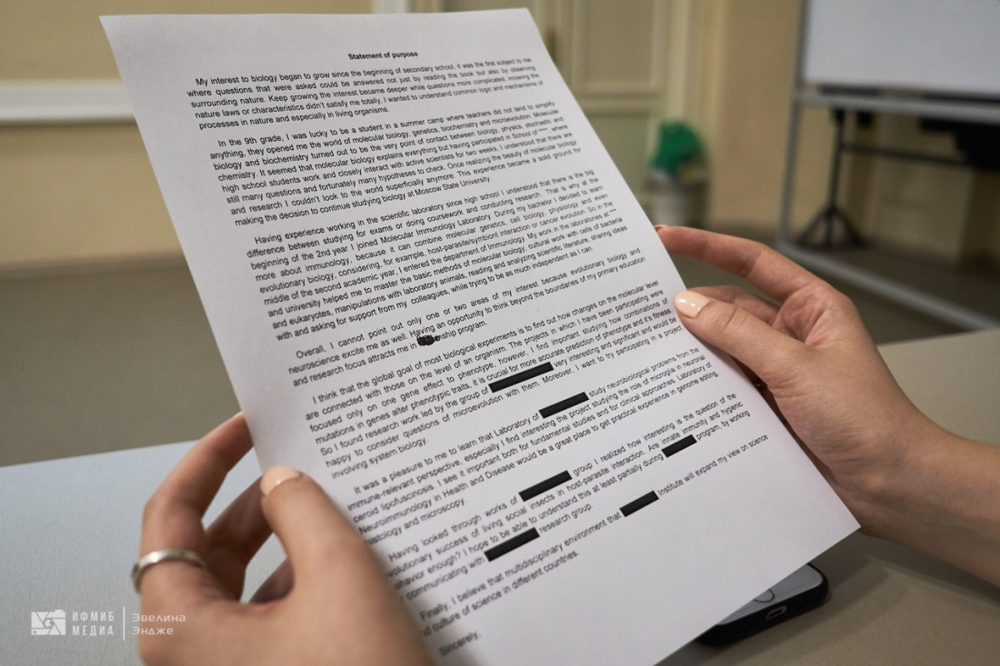 Statement of purpose
My interest to biology began to grow since the beginning of secondary school, it was the first subject to me
where questions that were asked could be answered not just by reading the book but also by observing
surrounding nature. Keep growing the interest became deeper while questions more complicated, knowing the
nature laws or characteristics didn't satisfy me totally, I wanted to understand common logic and mechanisms of
processes in nature and especially in living organisms.
In the 9th grade, I was lucky to be a student in a summer camp where teachers did not tend to simplify
anything, they opened me the world of molecular biology, genetics, biochemistry and microevolution. Molecular
biology and biochemistry turned out to be the very point of contact between biology, physics, stochastic, and
chemistry. It seemed that molecular biology explains everything but having participated in School of ***, where
high school students work and closely interact with active scientists for two weeks, I understood that there are
still many questions and fortunately many hypotheses to check. Once realizing the beauty of molecular biology
and research I couldn't look to the world superficially anymore. This experience became a solid ground for
making the decision to continue studying biology at Moscow State University
Having experience working in the scientific laboratory since high school I understood that there is the big
difference between studying for exams or doing coursework and conducting research. That is why at the
beginning of the 2nd year I joined Molecular Immunology Laboratory. During my bachelor I decided to learn
more about immunology, because it can combine molecular genetics, cell biology, physiology and even
evolutionary biology, considering, for example, host-parasite/symbiont interaction or cancer evolution. So in the
middle of the second academic year, I entered the department of Immunology. My work in the laboratories at ***
and university helped me to master the basic methods of molecular biology, cultural work with cells of bacteria
and eukaryotes, manipulations with laboratory animals, reading and analyzing scientific literature, sharing ideas
with and asking for support from my colleagues, while trying to be as much independent as I can.
Overall, I cannot point out only one or two areas of my interest because evolutionary biology and
neuroscience excite me as well. Having an opportunity to think beyond the boundaries of my primary education
and research focus attracts me in ship program.
I think that the global goal of most biological experiments is to find out how changes on the molecular level
are connected with those on the level of an organism. The projects in which I have been participating were
focused only on one gene effect to phenotype, however, I find important studying how combinations of
mutations in genes alter phenotypic traits, it is crucial for more accurate prediction of phenotype and it's fitness.
So I found research work led by the group of very interesting and significant and would be
happy to consider questions of microevolution with them. Moreover, I want to try participating in a project
involving system biology.
It was a pleasure to me to learn that Laboratory of study neurobiological problems from the
immune-relevant perspective, especially I find interesting the project studying the role of microglia in neuronal
ceroid lipofuscinosis. I see it important both for fundamental studies and for clinical approaches. Laboratory of
Neuroimmunology in Health and Disease would be a great place to get practical experience in genome editing,
histology and microscopy.
Having looked through works of group I realized how interesting is the question of the
volutionary success of living social insects in host-parasite interaction. Are innate immunity and hygienic
ehavior enough? I hope to be able to understand this at least partially during program, by working
communicating with research group.
Finally, I believe that multidisciplinary environment that Institute will expand my view on science
d culture of science in different countries.
Sincerely,
ИФМИБ
МЕДИА
Эвелина
Эндже